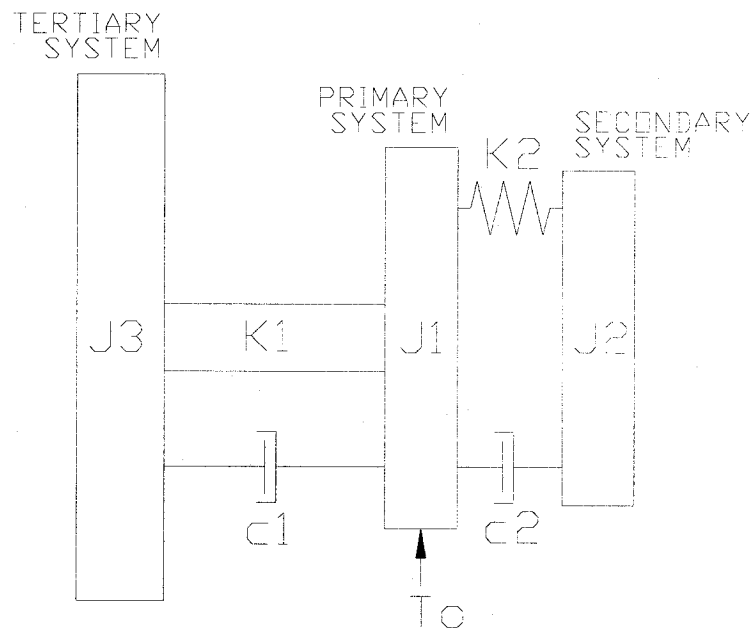 TERTIARY
SYSTEM
PRIMARY
SYSTEM
SECONDARY
SYSTEM
K2
J3
K1
J1
J2
c1
c2
To